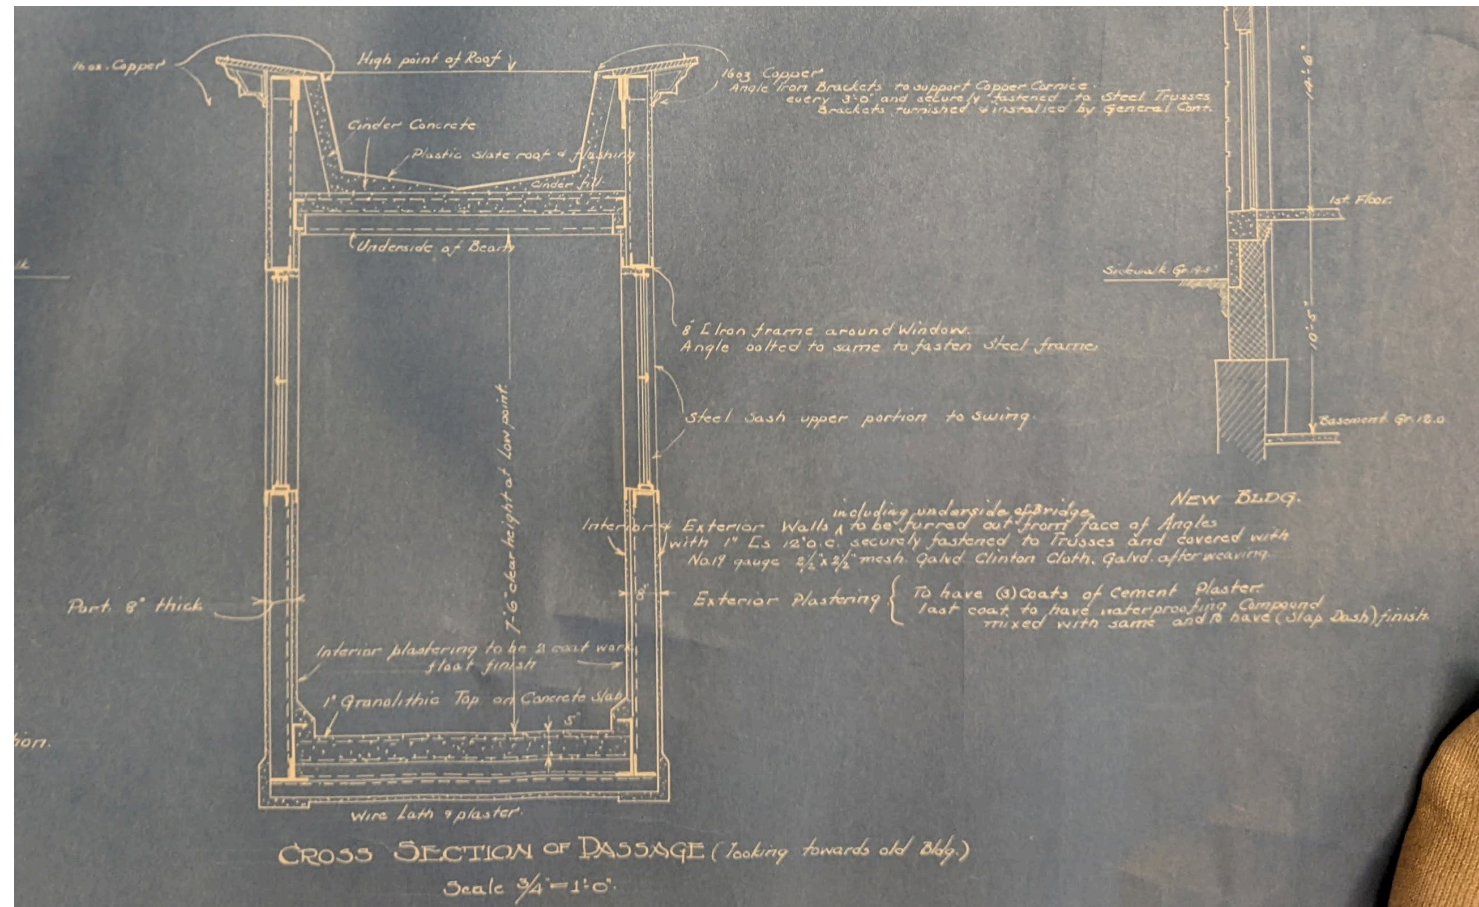 16oz. Copper
High point of Roof
16oz Copper
Angle Iron Brackets to support Copper Cornice.
every 3'-0" and securely fastened to Steel Trusses
Brackets furnished & installed by General Cont.
14'-6"
Cinder Concrete
Plastic slate roof & flashing
Cinder fill
1st. Floor.
Underside of Beam
Sidewalk Gr.
8" [ Iron frame around Window.
Angle bolted to same to fasten steel frame
10'-5"
7'-6" clear height at Low point.
Steel Sash upper portion to swing.
Basement Gr. 12.0
NEW BLDG.
including underside of Bridge,
Interior & Exterior Walls ^ to be furred out from face of Angles
with 1" [s 12" o.c. securely fastened to Trusses and covered with
No.19 gauge 2½" x 2½" mesh. Galvd. Clinton Cloth. Galvd. after weaving.
Part. 8" thick
8"
Exterior Plastering { To have (3) Coats of Cement Plaster.
last coat to have waterproofing Compound
mixed with same and to have (Slap Dash) finish.
Interior plastering to be 2 coat work
float finish
1" Granolithic Top on Concrete Slab
5"
Wire Lath & plaster.
CROSS SECTION OF PASSAGE (looking towards old Bldg.)
Scale ¾"=1'-0".